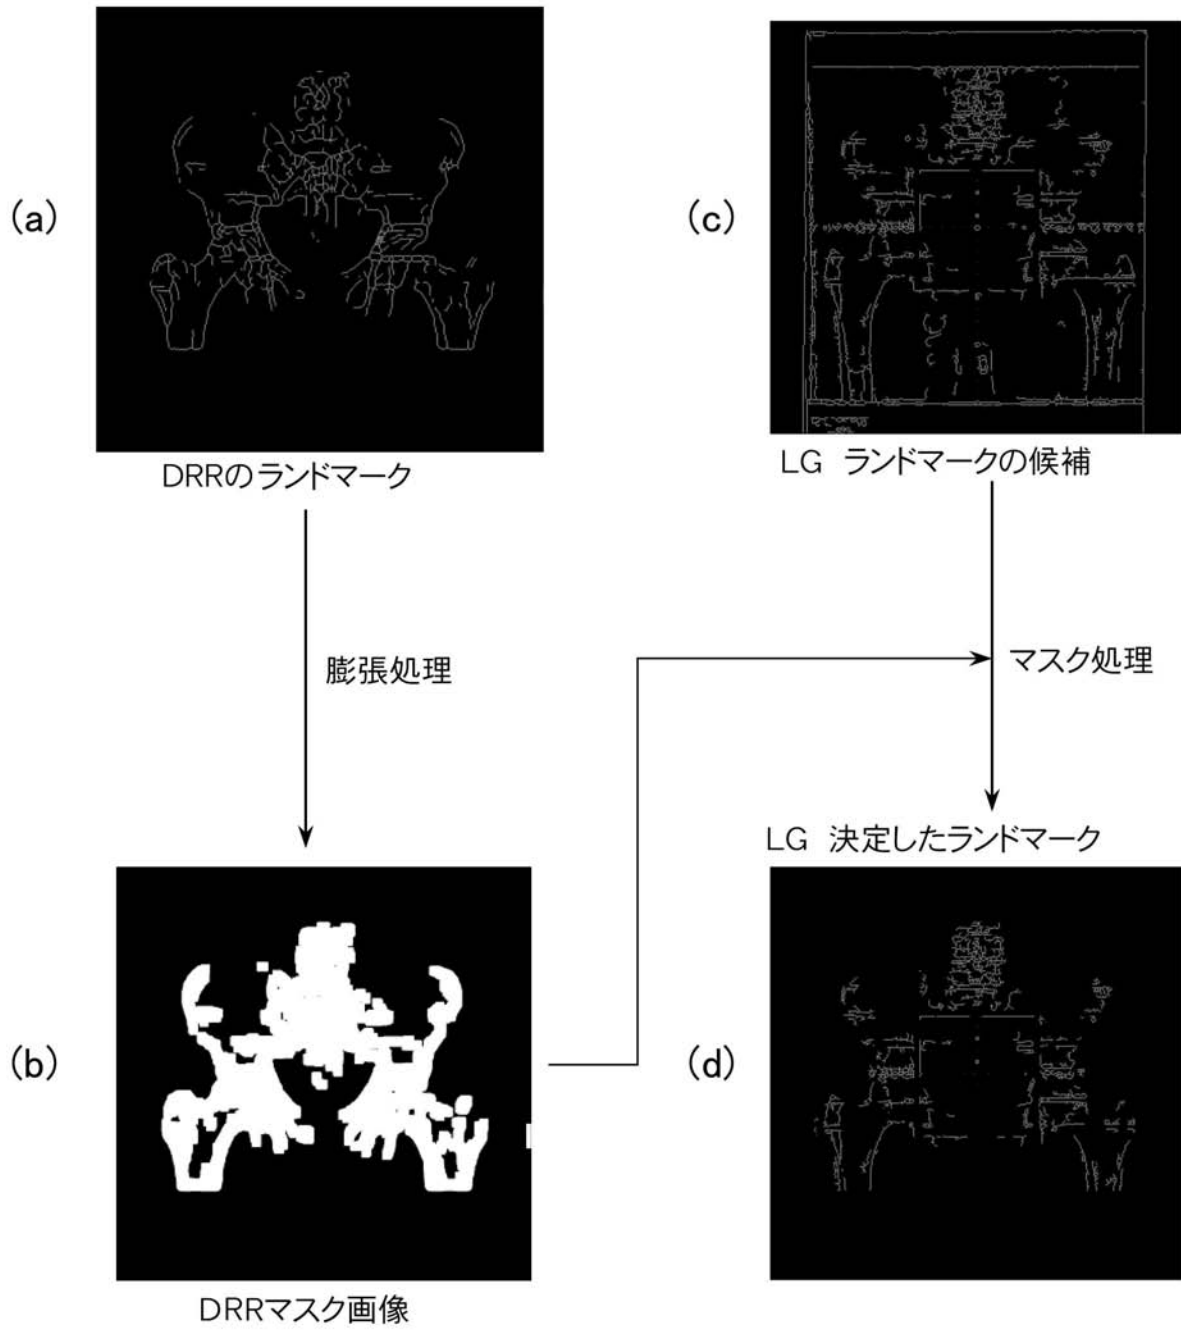 (a)
DRRのランドマーク
(c)
LG ランドマークの候補
膨張処理
マスク処理
(b)
DRRマスク画像
LG 決定したランドマーク
(d)